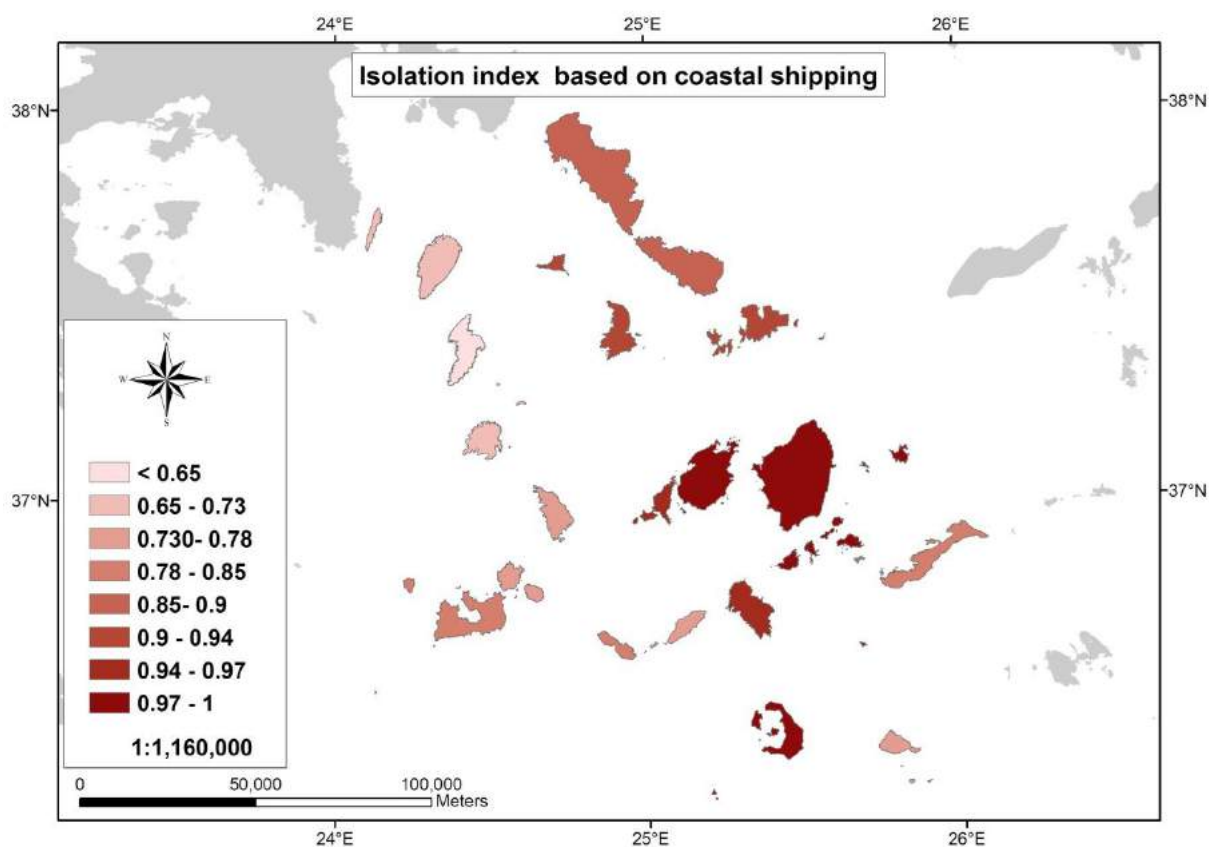 24°E 25°E 26°E
Isolation index based on coastal shipping
38°N 38°N
N
W E
S
< 0.65
0.65 - 0.73
37°N 37°N
0.730- 0.78
0.78 - 0.85
0.85- 0.9
0.9 - 0.94
0.94 - 0.97
0.97 - 1
1:1,160,000
0 50,000 100,000
Meters
24°E 25°E 26°E